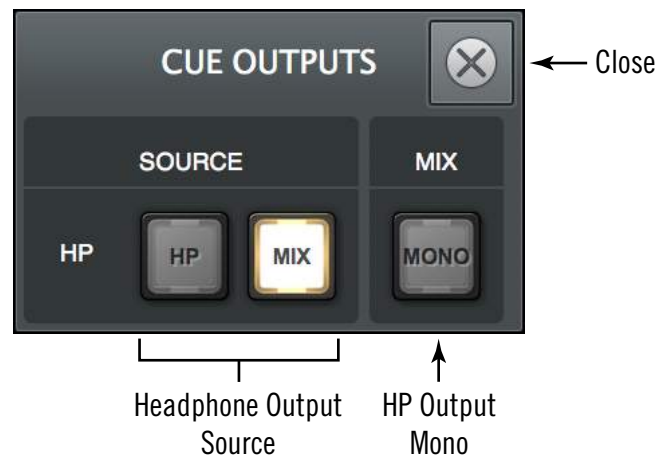 CUE OUTPUTS
Close
SOURCE
MIX
HP
HP
MIX
MONO
Headphone Output
Source
HP Output
Mono